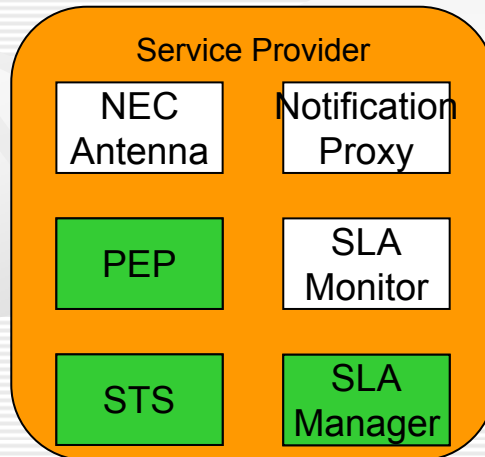 Service Provider
NEC
Antenna
Notification
Proxy
PEP
SLA
Monitor
STS
SLA
Manager